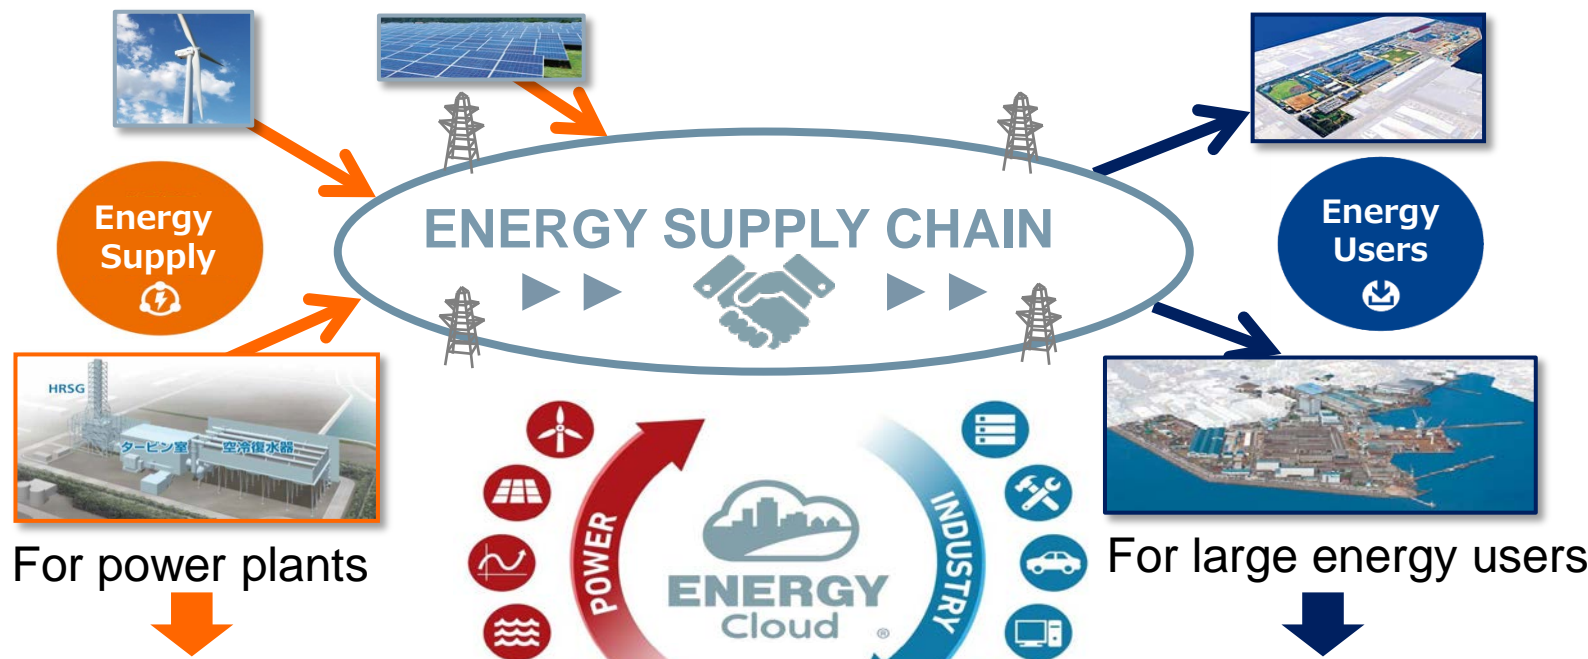 Energy
Supply
ENERGY SUPPLY CHAIN
Energy
Users
HRSG
タービン室
空冷復水器
POWER
INDUSTRY
ENERGY
Cloud ®
For power plants
For large energy users